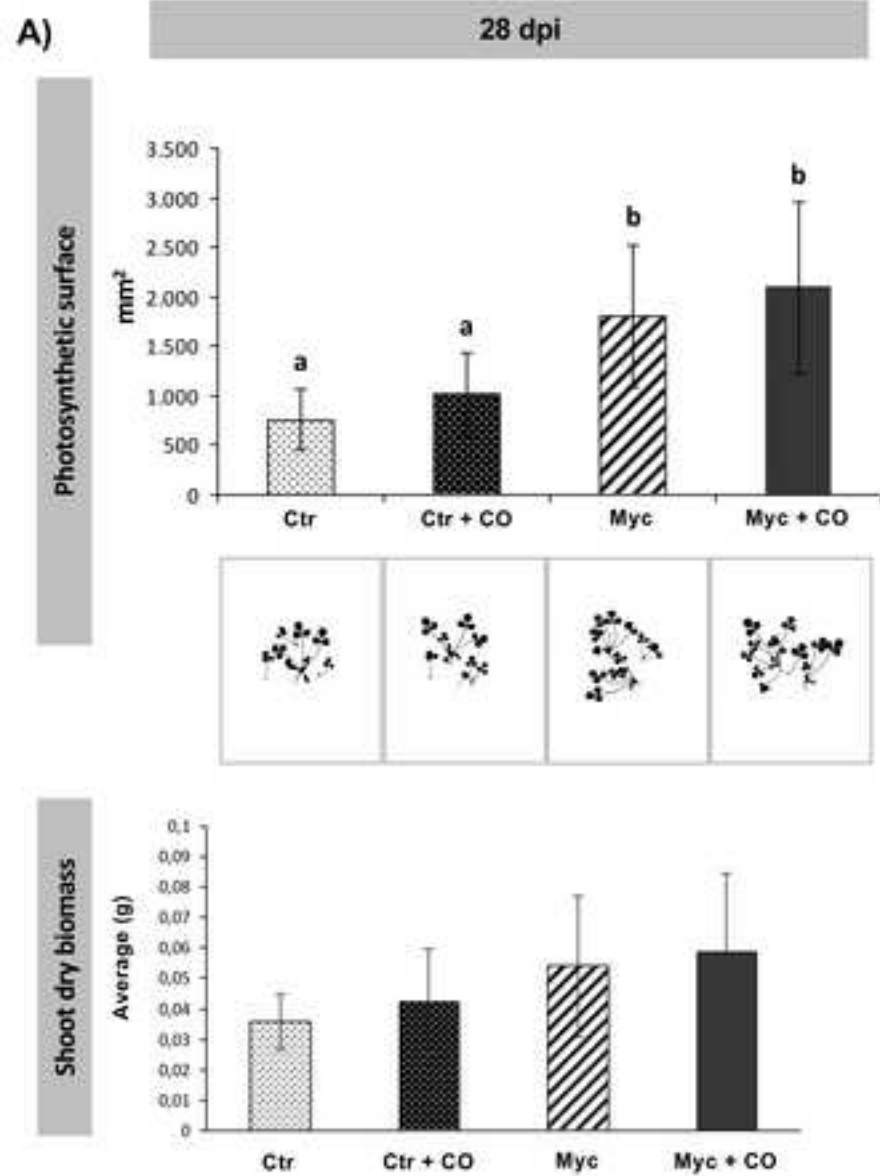 A)
28 dpi
Photosynthetic surface
mm²
3.500
3.000
2.500
2.000
1.500
1.000
500
0
a
a
b
b
Ctr
Ctr + CO
Myc
Myc + CO
Shoot dry biomass
Average (g)
0,1
0,09
0,08
0,07
0,06
0,05
0,04
0,03
0,02
0,01
0
Ctr
Ctr + CO
Myc
Myc + CO